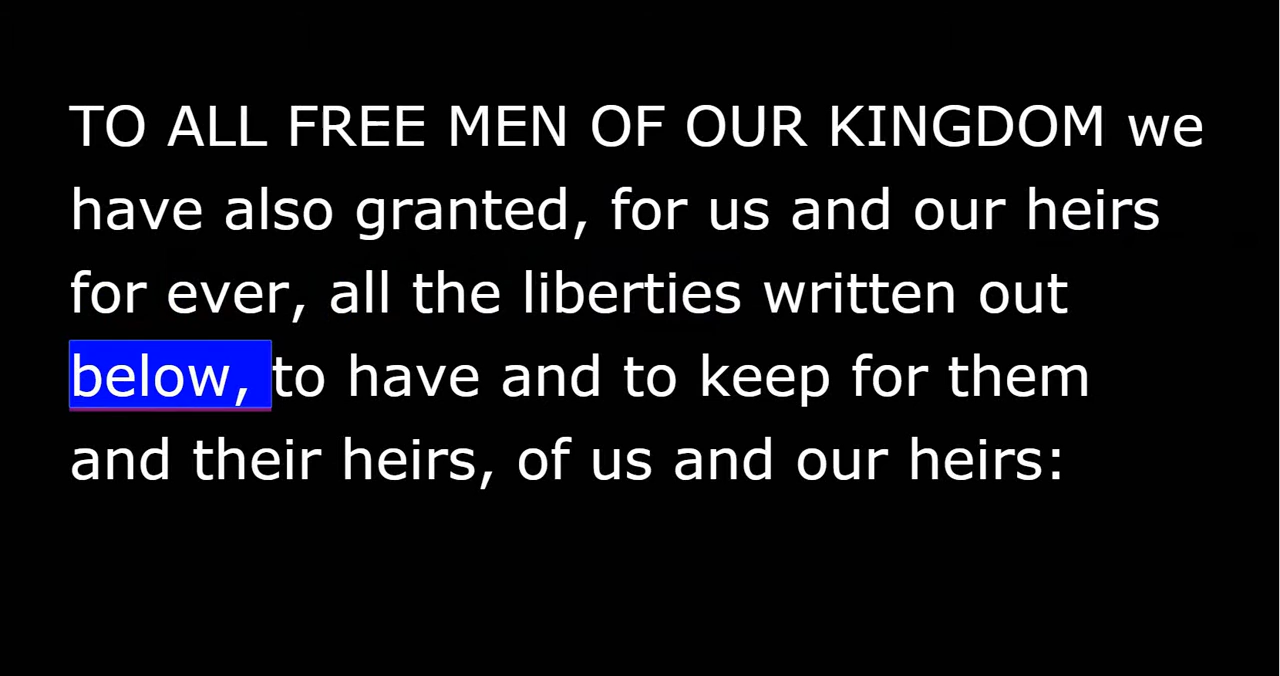 TO ALL FREE MEN OF OUR KINGDOM we
have also granted, for us and our heirs
for ever, all the liberties written out
below, to have and to keep for them
and their heirs, of us and our heirs: